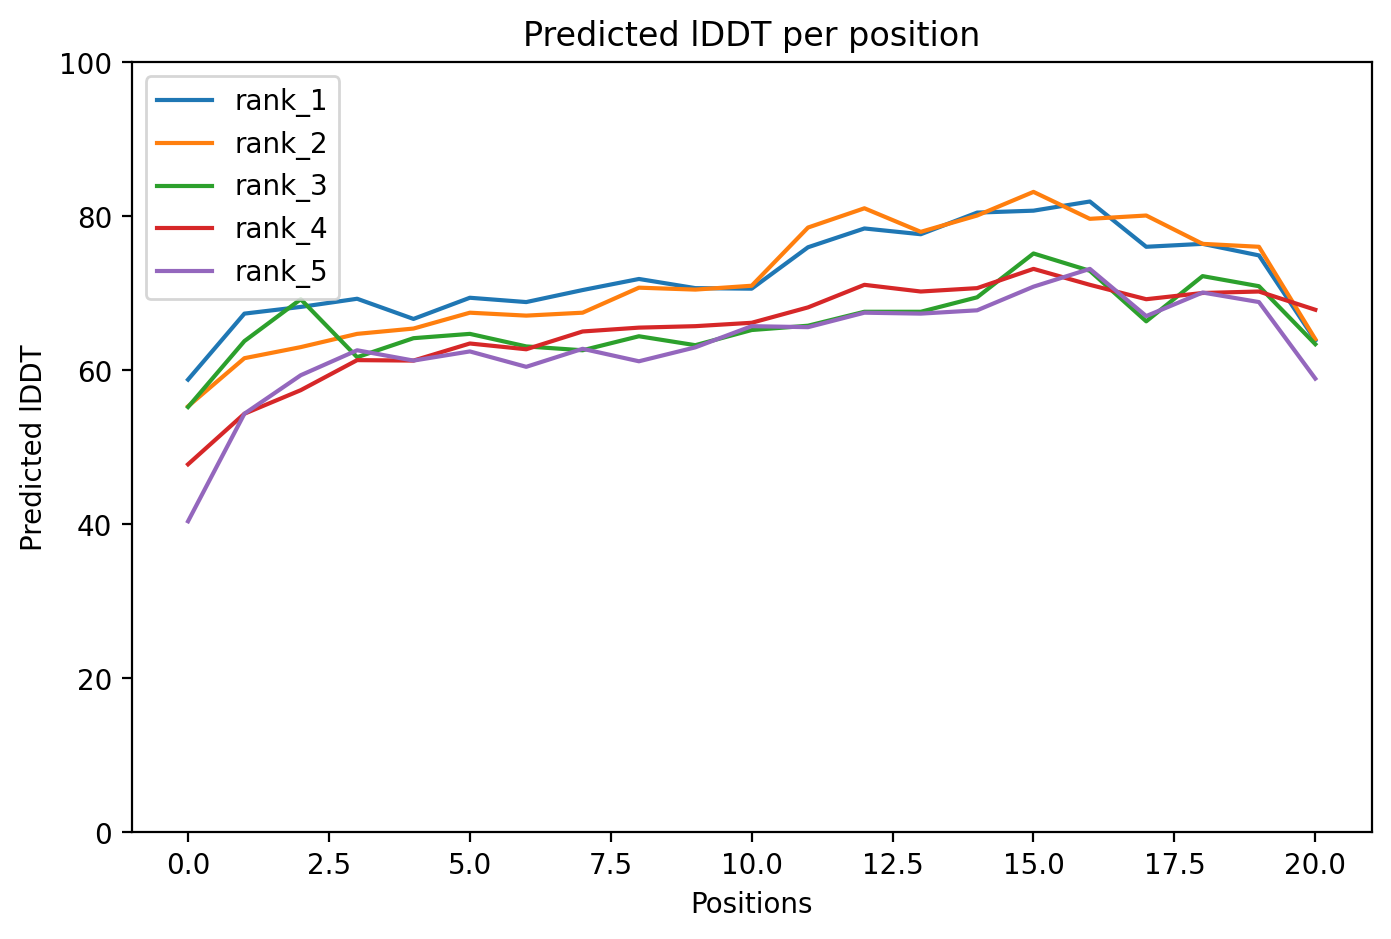 Predicted lDDT per position
100
80
60
40
20
0
Predicted lDDT
rank_1
rank_2
rank_3
rank_4
rank_5
0.0 2.5 5.0 7.5 10.0 12.5 15.0 17.5 20.0
Positions